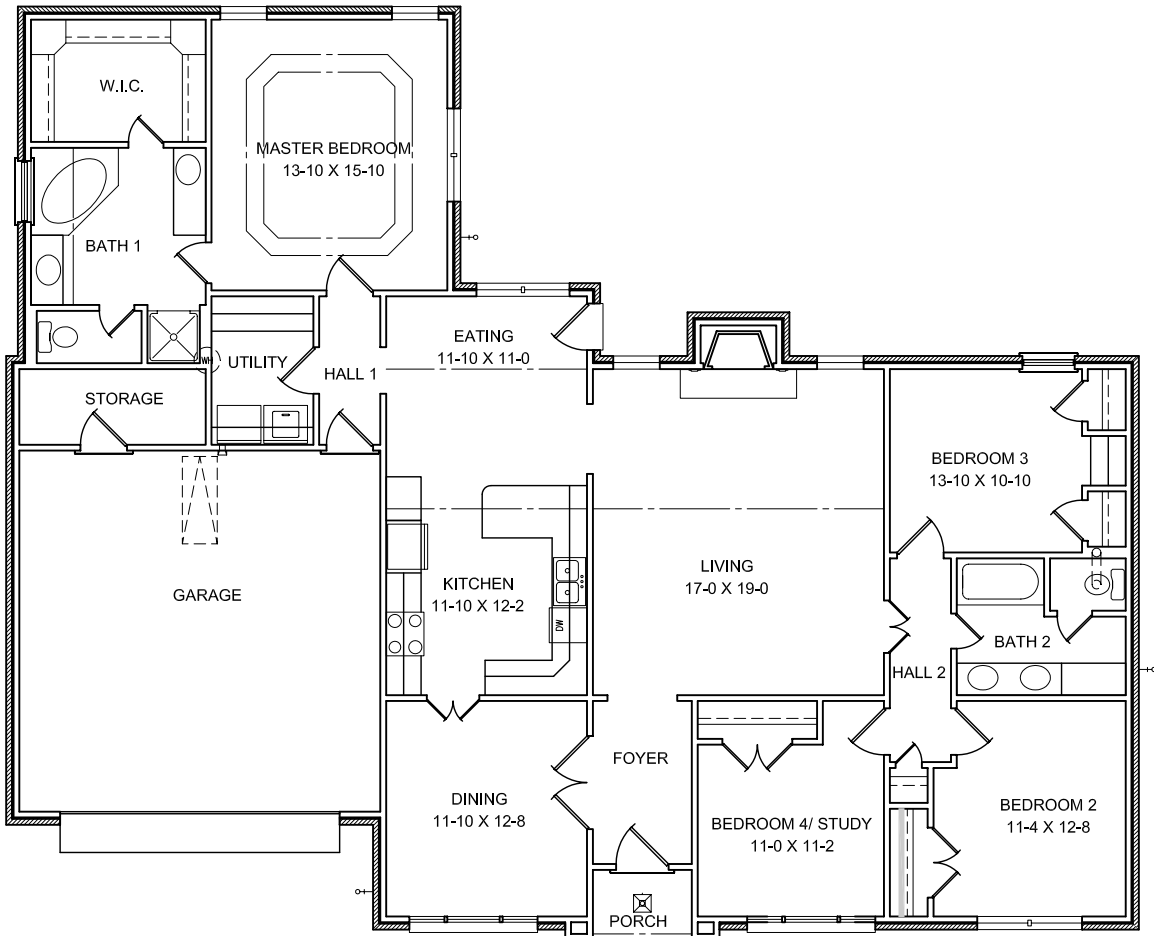 W.I.C.
MASTER BEDROOM
13-10 X 15-10
BATH 1
EATING
11-10 X 11-0
WH
UTILITY
HALL 1
STORAGE
BEDROOM 3
13-10 X 10-10
LIVING
17-0 X 19-0
KITCHEN
11-10 X 12-2
GARAGE
DW
BATH 2
HALL 2
FOYER
DINING
11-10 X 12-8
BEDROOM 4/ STUDY
11-0 X 11-2
BEDROOM 2
11-4 X 12-8
PORCH